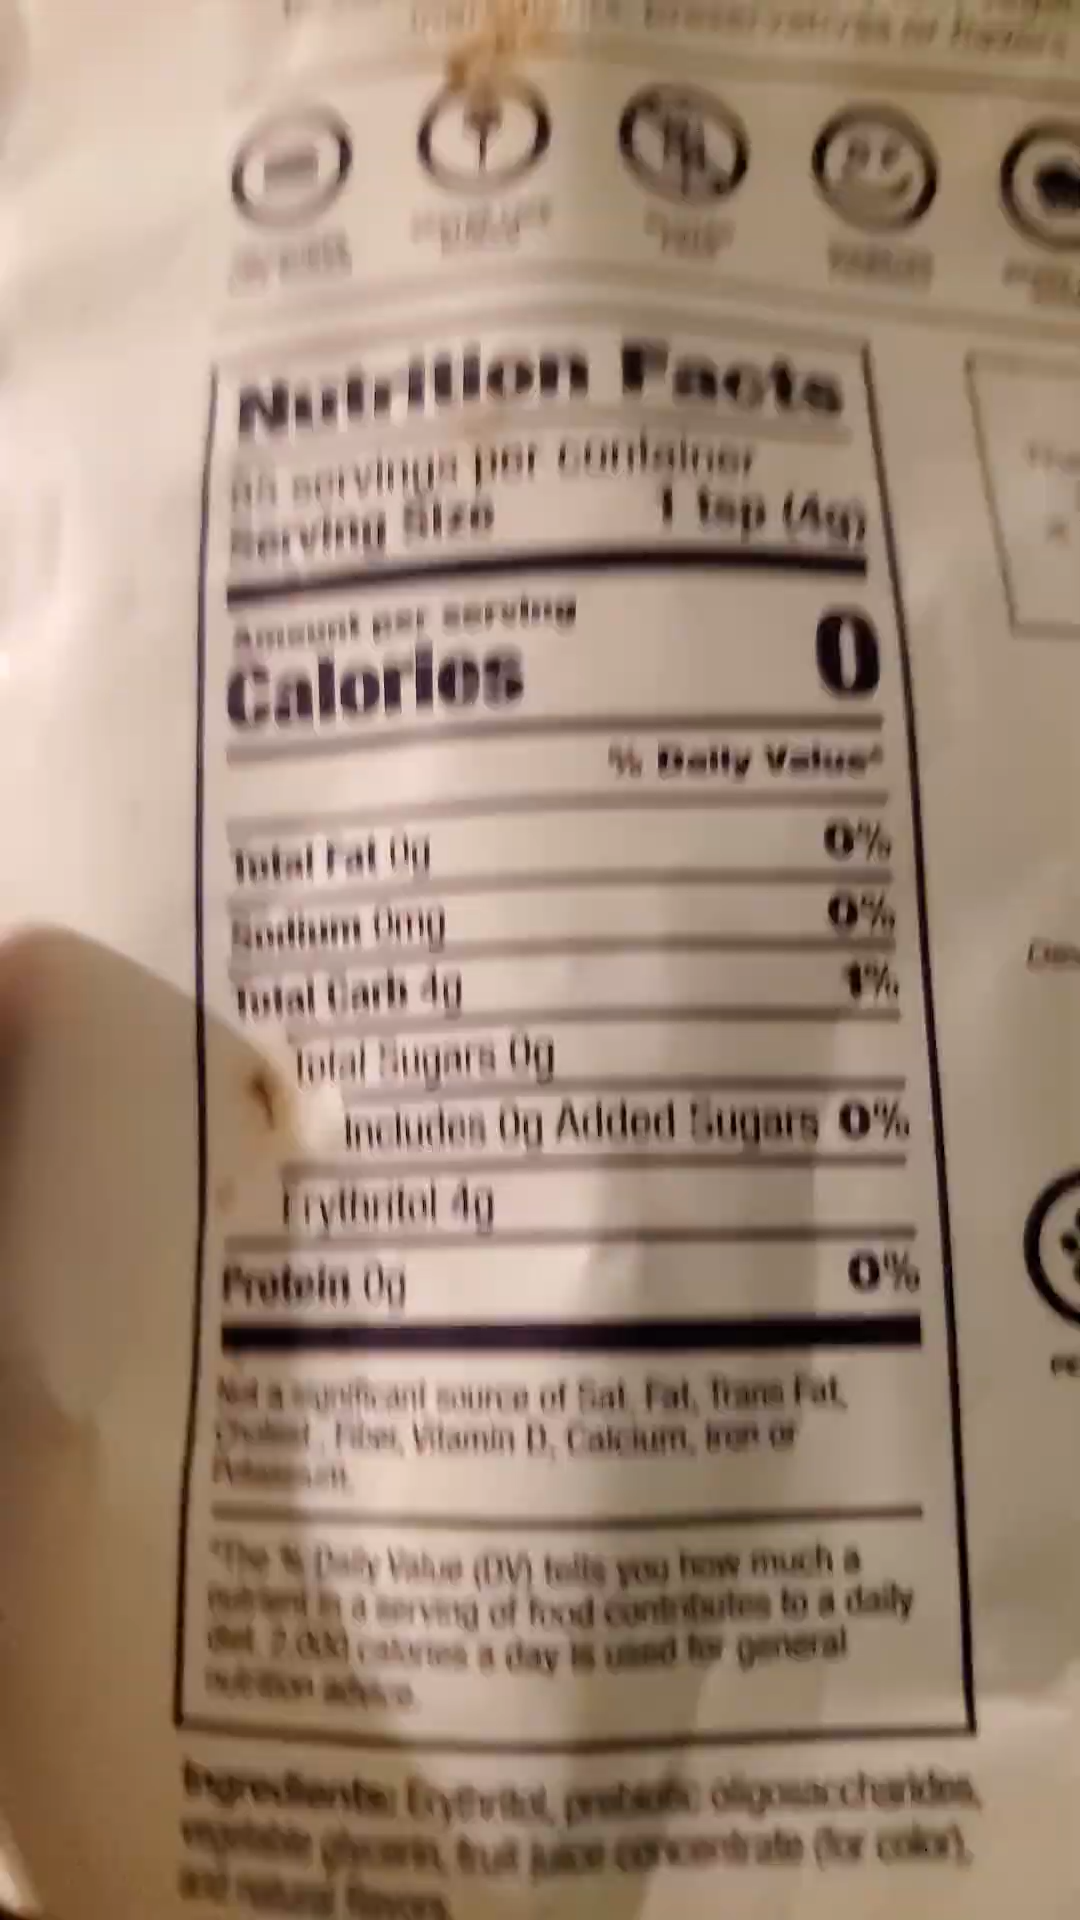 Nutrition Facts
servings per container
Serving Size 1 tsp (4g)
Amount per serving
Calories 0
% Daily Value*
Total Fat 0g 0%
Sodium 0mg 0%
Total Carb 4g 1%
Total Sugars 0g
Includes 0g Added Sugars 0%
Erythritol 4g
Protein 0g 0%
Not a significant source of Sat. Fat, Trans Fat,
Cholest., Fiber, Vitamin D, Calcium, Iron or
Potassium.
*The % Daily Value (DV) tells you how much a
nutrient in a serving of food contributes to a daily
diet. 2,000 calories a day is used for general
nutrition advice.
Ingredients: Erythritol, prebiotic oligosaccharides,
vegetable glycerin, fruit juice concentrate (for color),
and natural flavors.